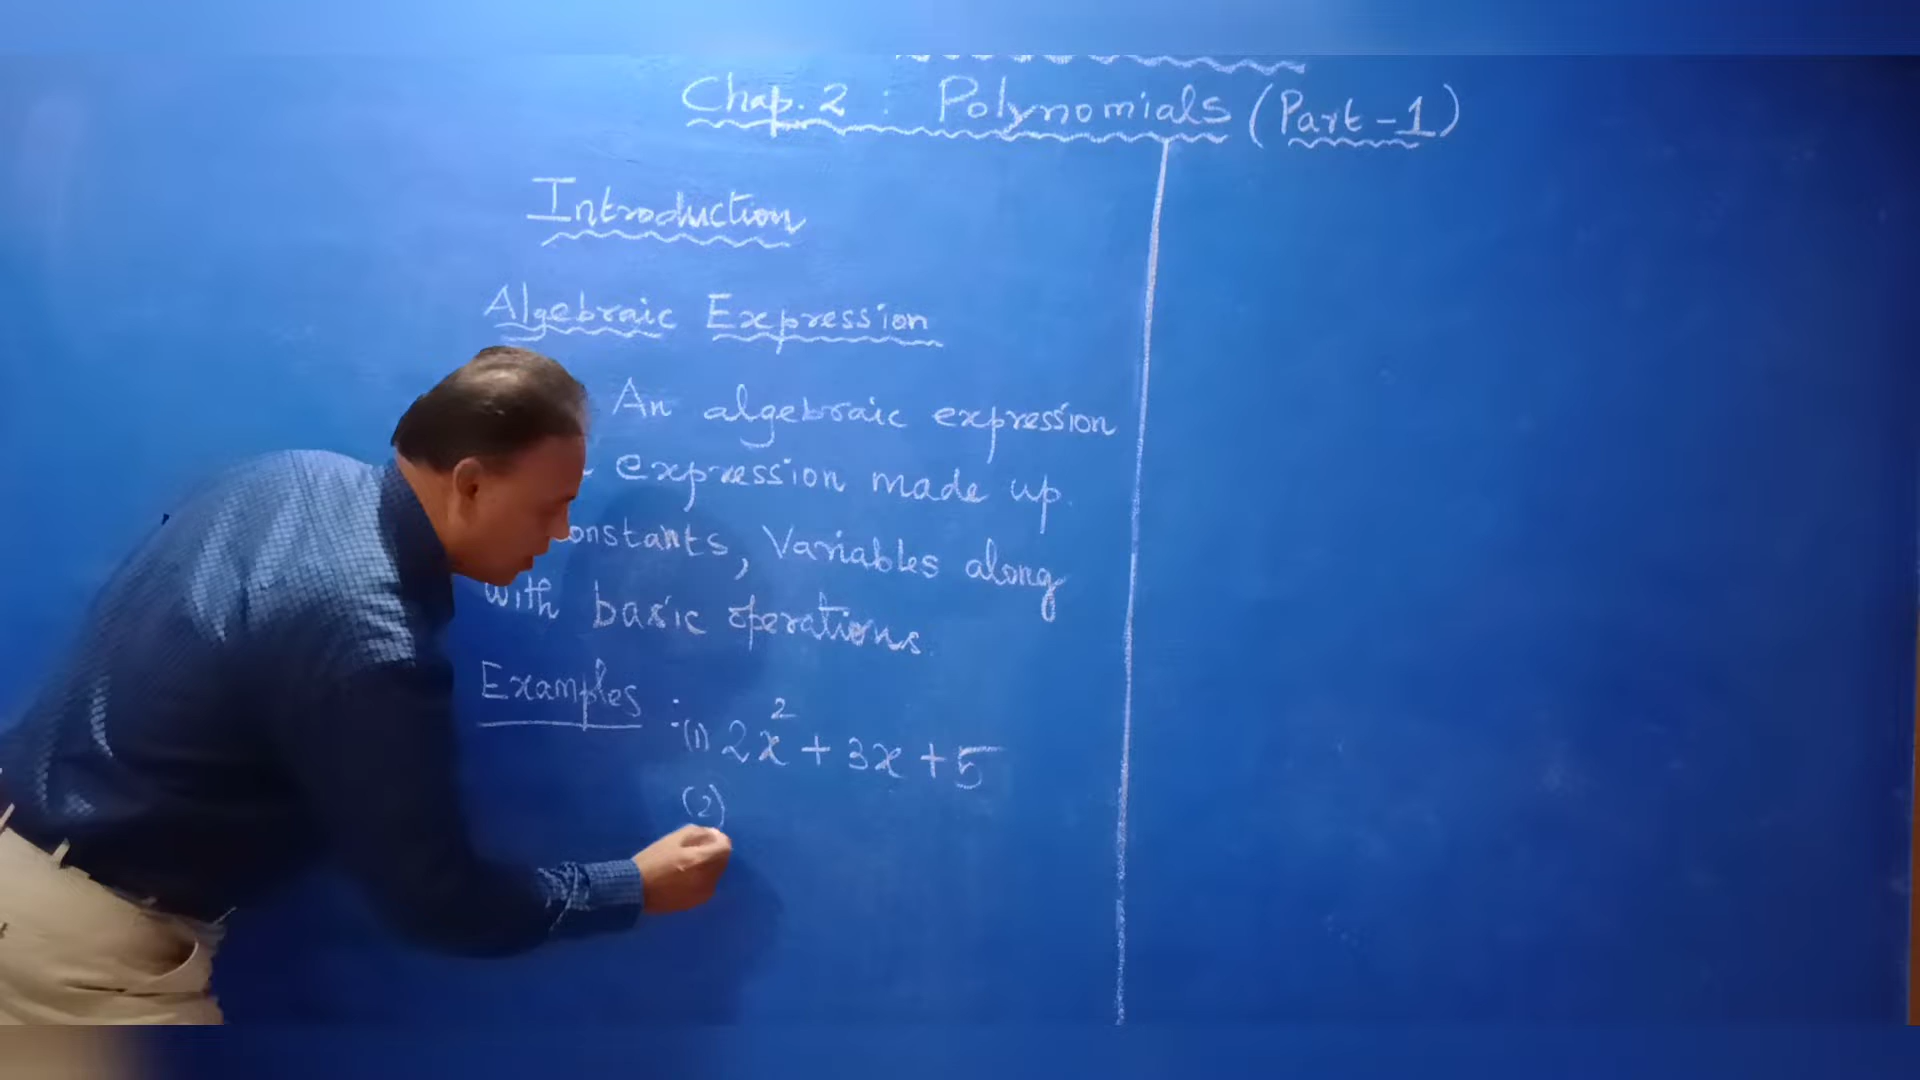 Chap. 2 : Polynomials (Part-1)
Introduction
Algebraic Expression
An algebraic expression
expression made up
onstants, Variables along
with basic operations.
Examples : (1) 2x² + 3x + 5
(2)